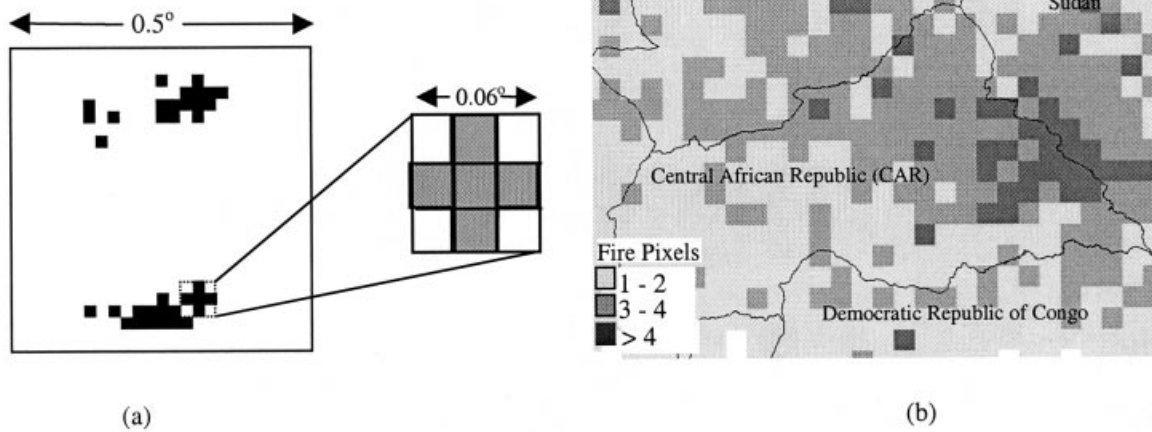 0.5°
0.06°
(a)
Sudan
Central African Republic (CAR)
Fire Pixels
1 - 2
3 - 4
> 4
Democratic Republic of Congo
(b)